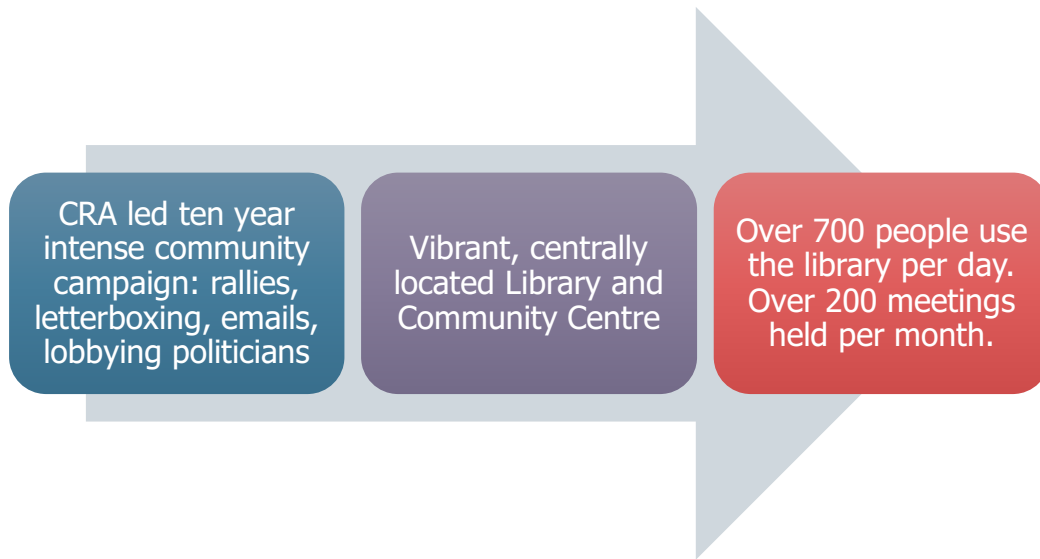 CRA led ten year
intense community
campaign: rallies,
letterboxing, emails,
lobbying politicians
Vibrant, centrally
located Library and
Community Centre
Over 700 people use
the library per day.
Over 200 meetings
held per month.